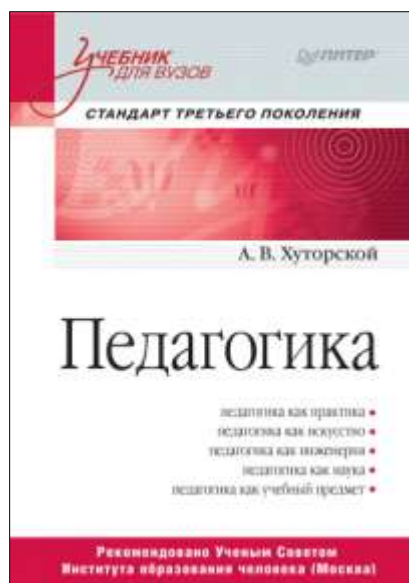 УЧЕБНИК
ДЛЯ ВУЗОВ
ПИТЕР
СТАНДАРТ ТРЕТЬЕГО ПОКОЛЕНИЯ
А. В. Хуторской
Педагогика
педагогика как практика •
педагогика как искусство •
педагогика как инженерия •
педагогика как наука •
педагогика как учебный предмет •
Рекомендовано Ученым Советом
Института образования человека (Москва)